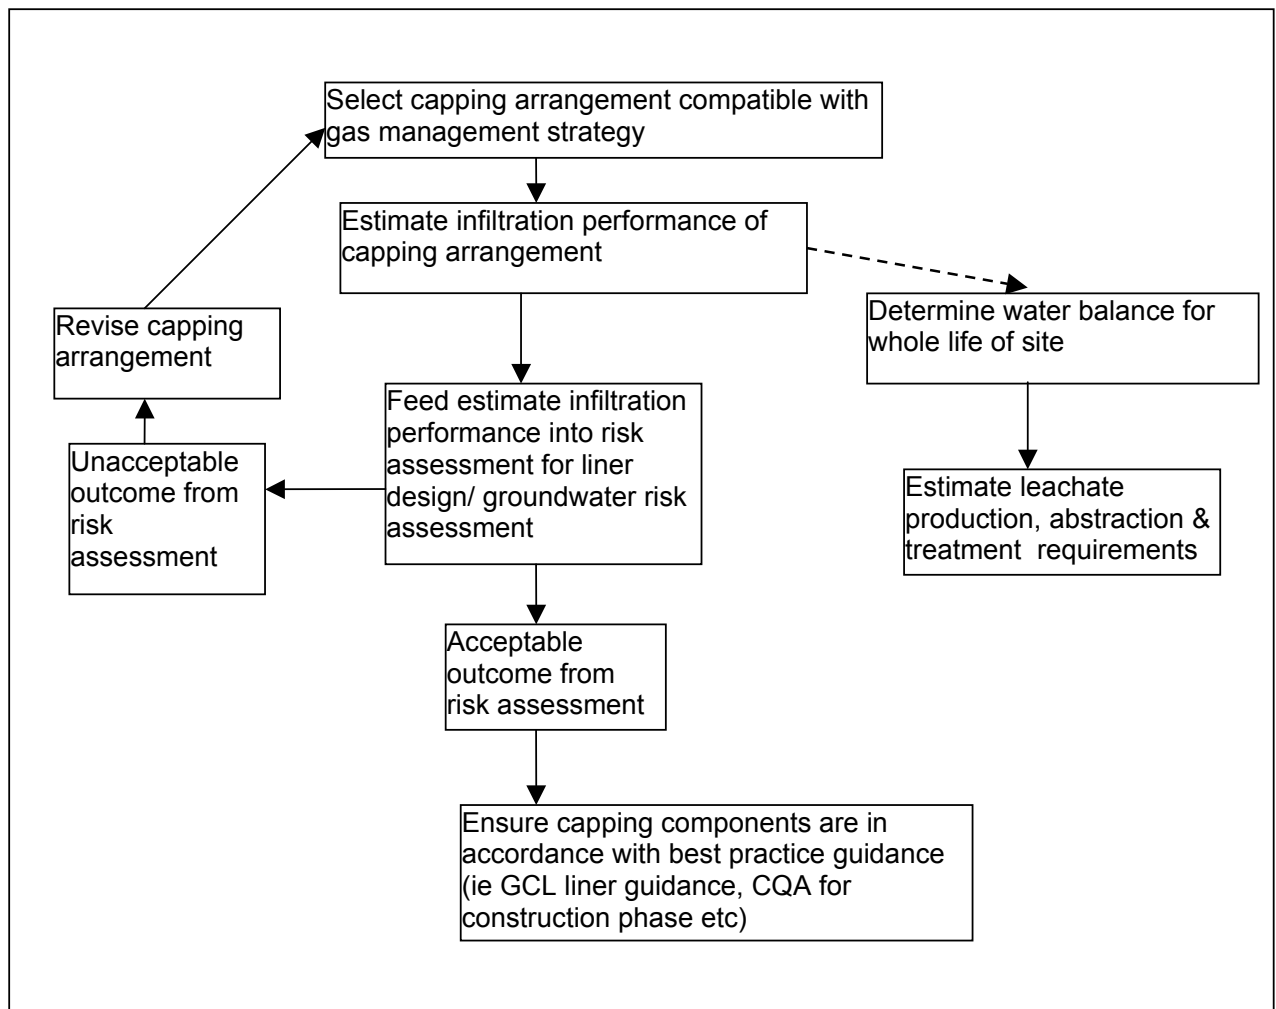 Select capping arrangement compatible with
gas management strategy
Estimate infiltration performance of
capping arrangement
Determine water balance for
whole life of site
Revise capping
arrangement
Feed estimate infiltration
performance into risk
assessment for liner
design/ groundwater risk
assessment
Unacceptable
outcome from
risk
assessment
Estimate leachate
production, abstraction &
treatment  requirements
Acceptable
outcome from
risk assessment
Ensure capping components are in
accordance with best practice guidance
(ie GCL liner guidance, CQA for
construction phase etc)